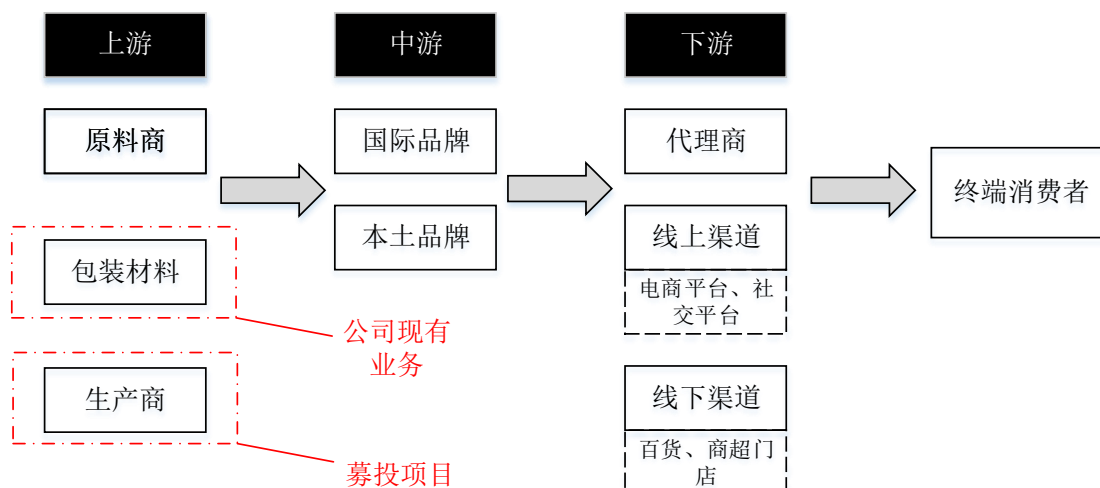 上游
中游
下游
原料商
国际品牌
代理商
终端消费者
本土品牌
线上渠道
包装材料
电商平台、社
交平台
公司现有
业务
生产商
线下渠道
百货、商超门
店
募投项目